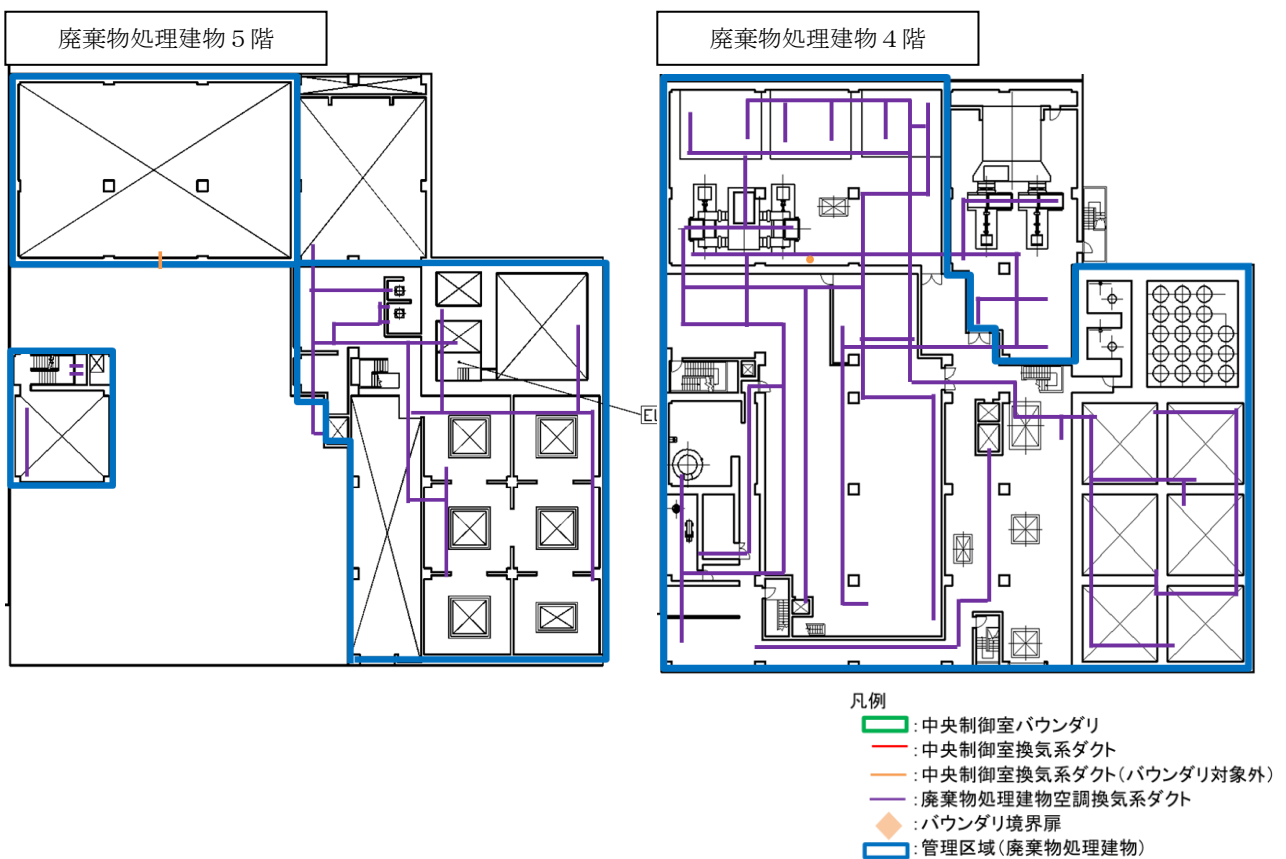 廃棄物処理建物５階
廃棄物処理建物４階
EL
凡例
：中央制御室バウンダリ
：中央制御室換気系ダクト
：中央制御室換気系ダクト（バウンダリ対象外）
：廃棄物処理建物空調換気系ダクト
：バウンダリ境界扉
：管理区域（廃棄物処理建物）